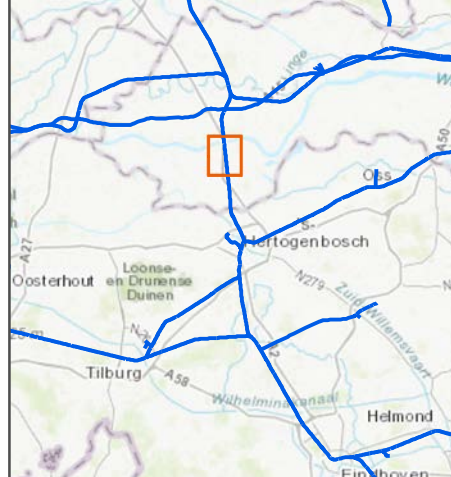 A50
Oss
's-
Hertogenbosch
A27
Loonse-
en Drunense
Duinen
Oosterhout
N279
Zuid-Willemsvaart
Tilburg
A58
Wilhelminakanaal
Helmond
Eindhoven